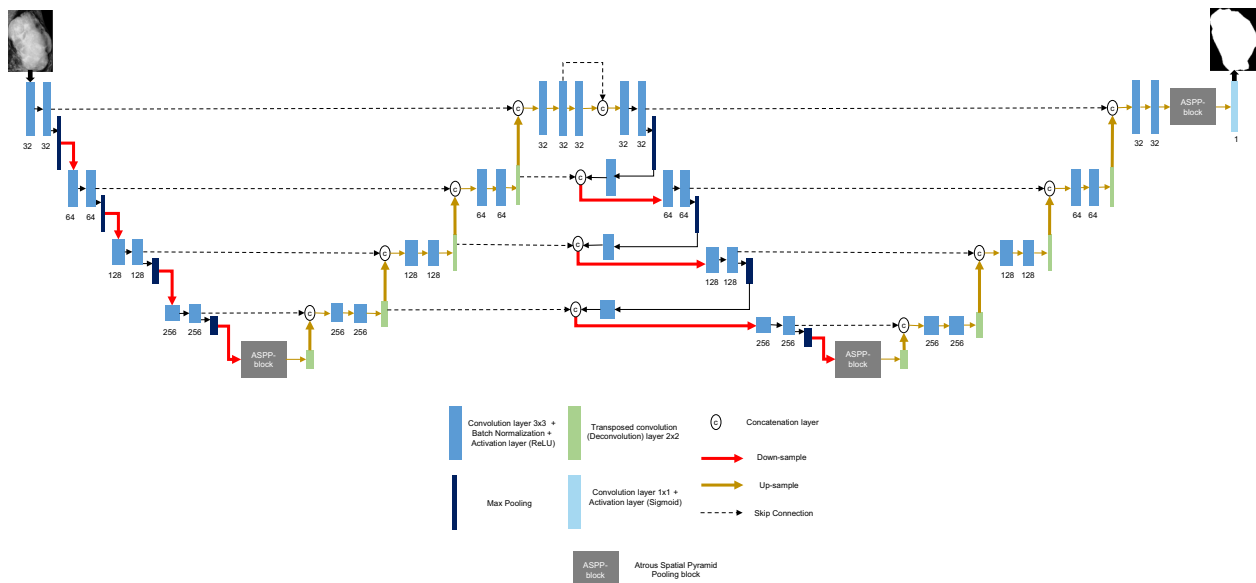 C C C C
ASPP-
block
32 32 32 32 32 32 32 32 32 1
C
C C
64 64 64 64 64 64 64 64
C C C
128 128 128 128 128 128 128 128
C C C
256 256 256 256 256 256 256 256
ASPP-
block
ASPP-
block
Convolution layer 3x3 +
Batch Normalization +
Activation layer (ReLU)
Transposed convolution
(Deconvolution) layer 2x2
C Concatenation layer
Down-sample
Max Pooling
Convolution layer 1x1 +
Activation layer (Sigmoid)
Up-sample
Skip Connection
ASPP-
block
Atrous Spatial Pyramid
Pooling block